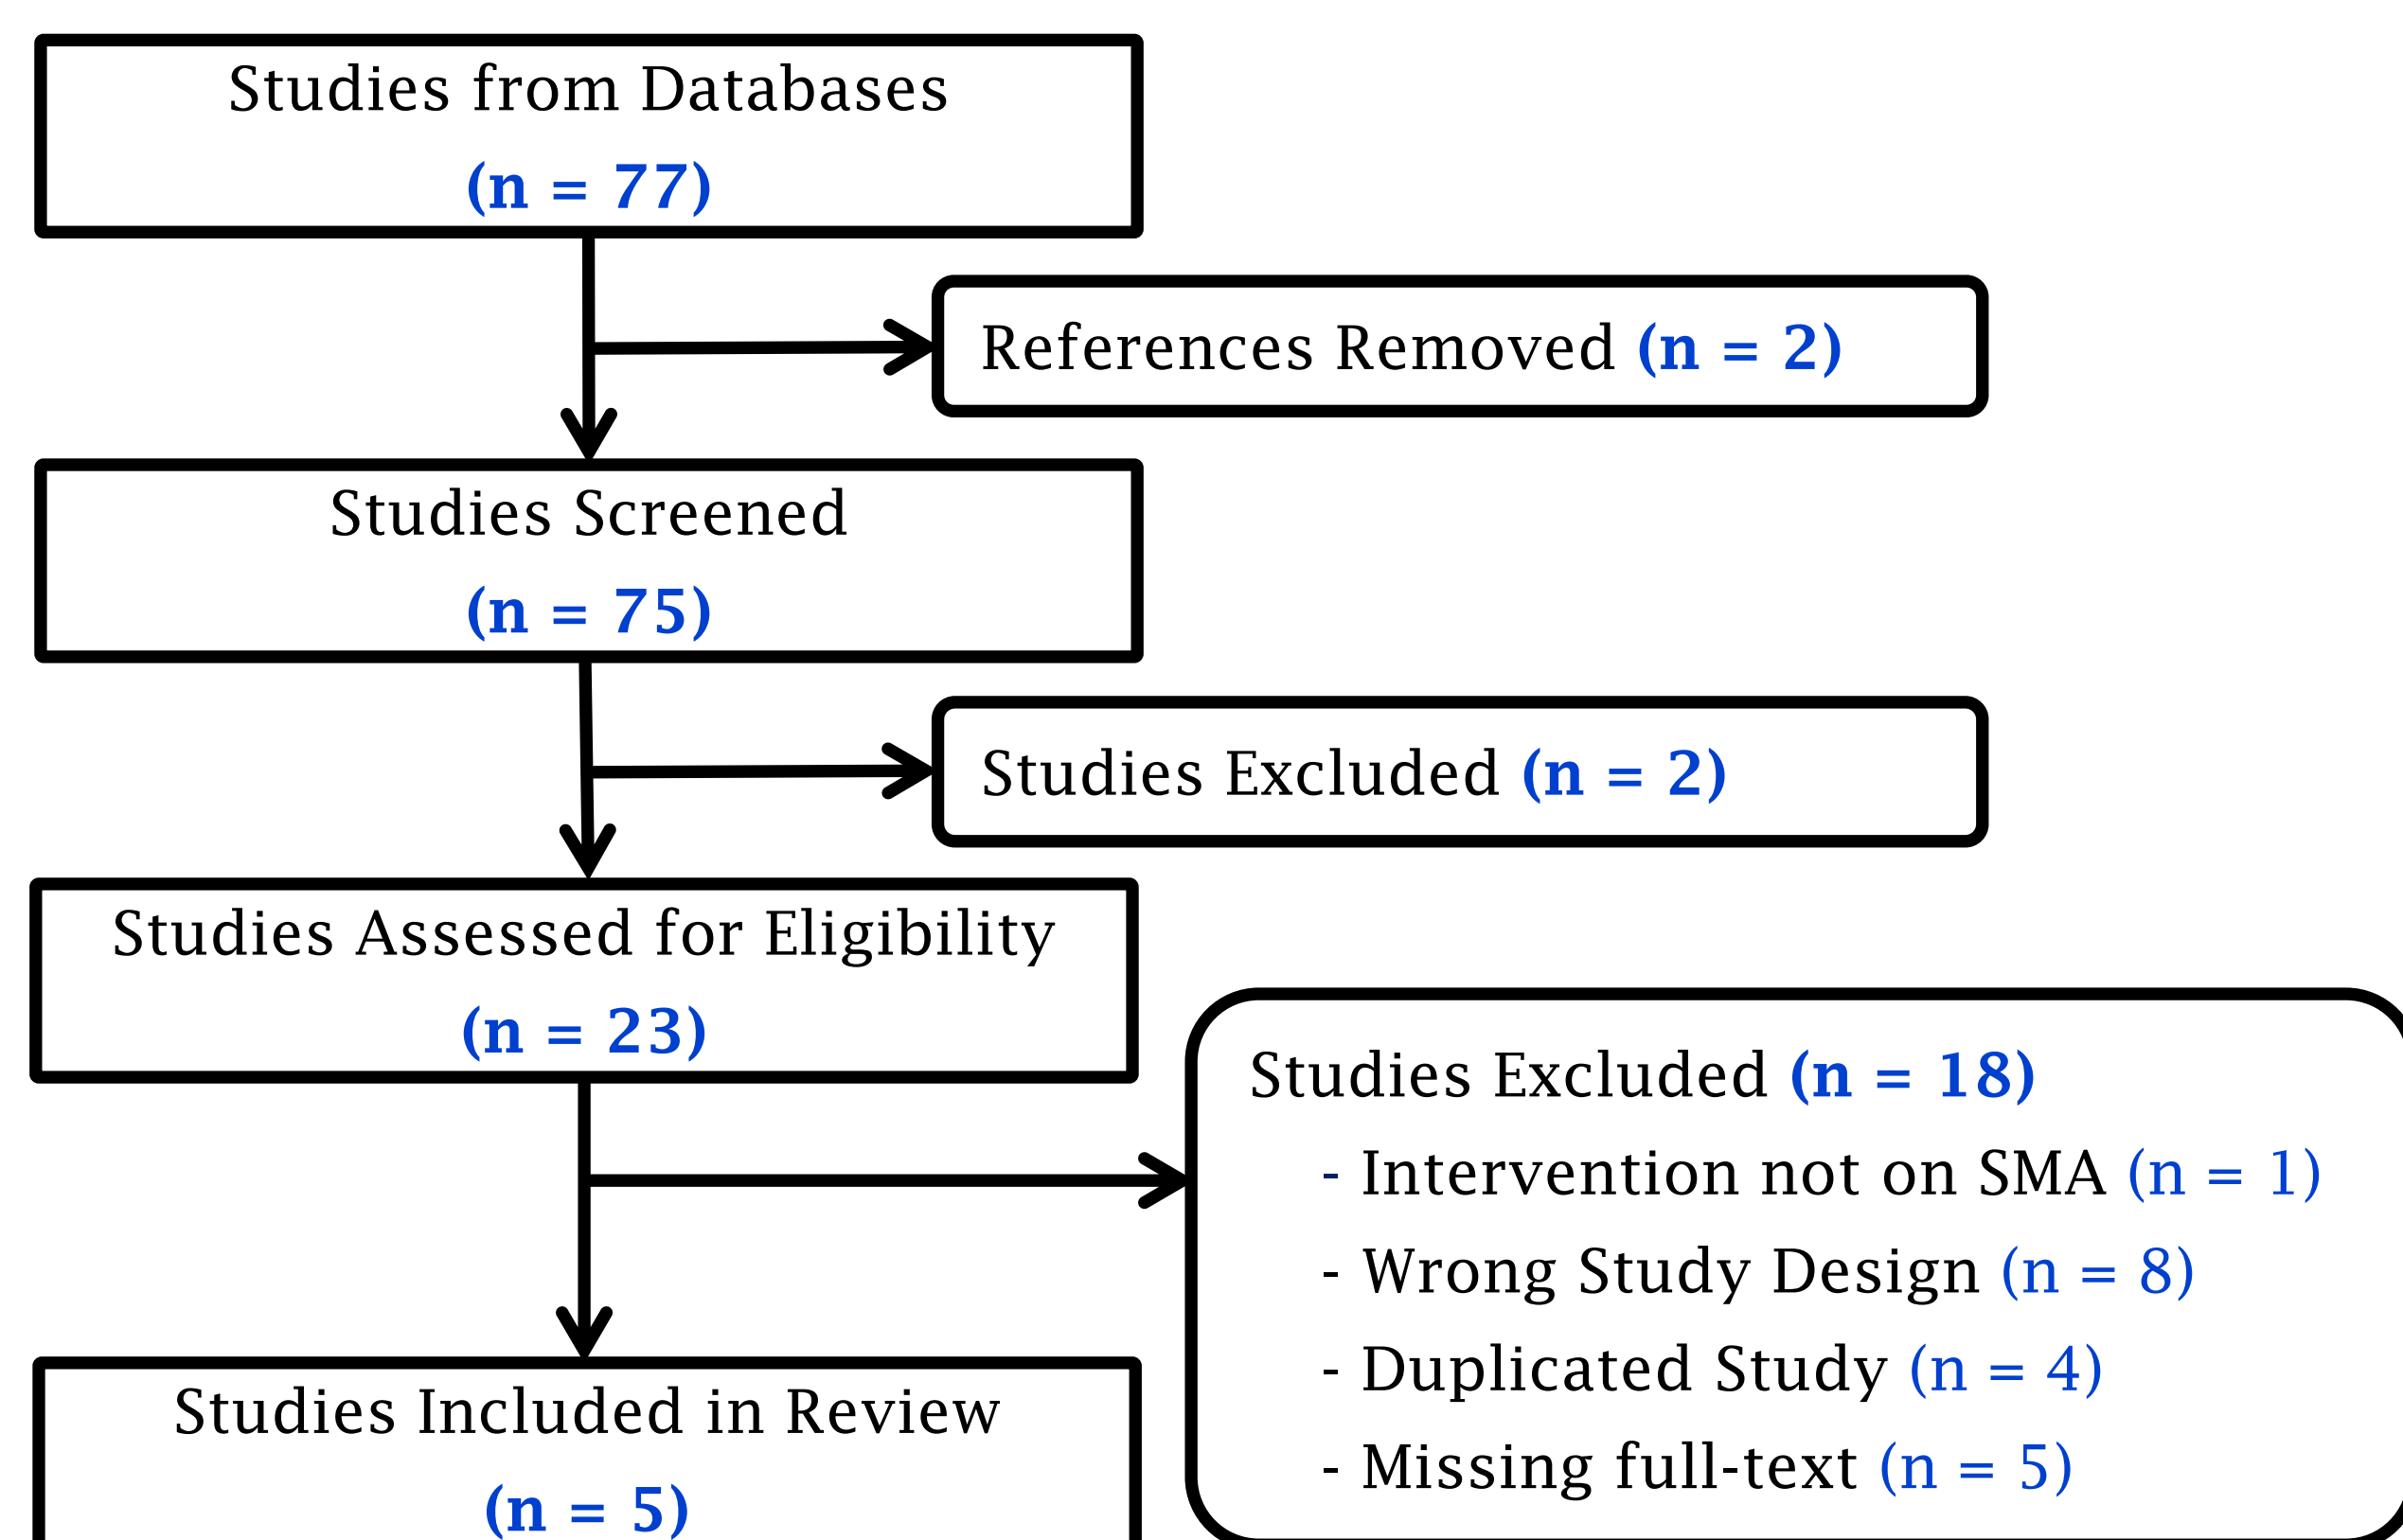 Studies from Databases
(n = 77)
References Removed (n = 2)
Studies Screened
(n = 75)
Studies Excluded (n = 2)
Studies Assessed for Eligibility
(n = 23)
Studies Excluded (n = 18)
- Intervention not on SMA (n = 1)
- Wrong Study Design (n = 8)
- Duplicated Study (n = 4)
- Missing full-text (n = 5)
Studies Included in Review
(n = 5)